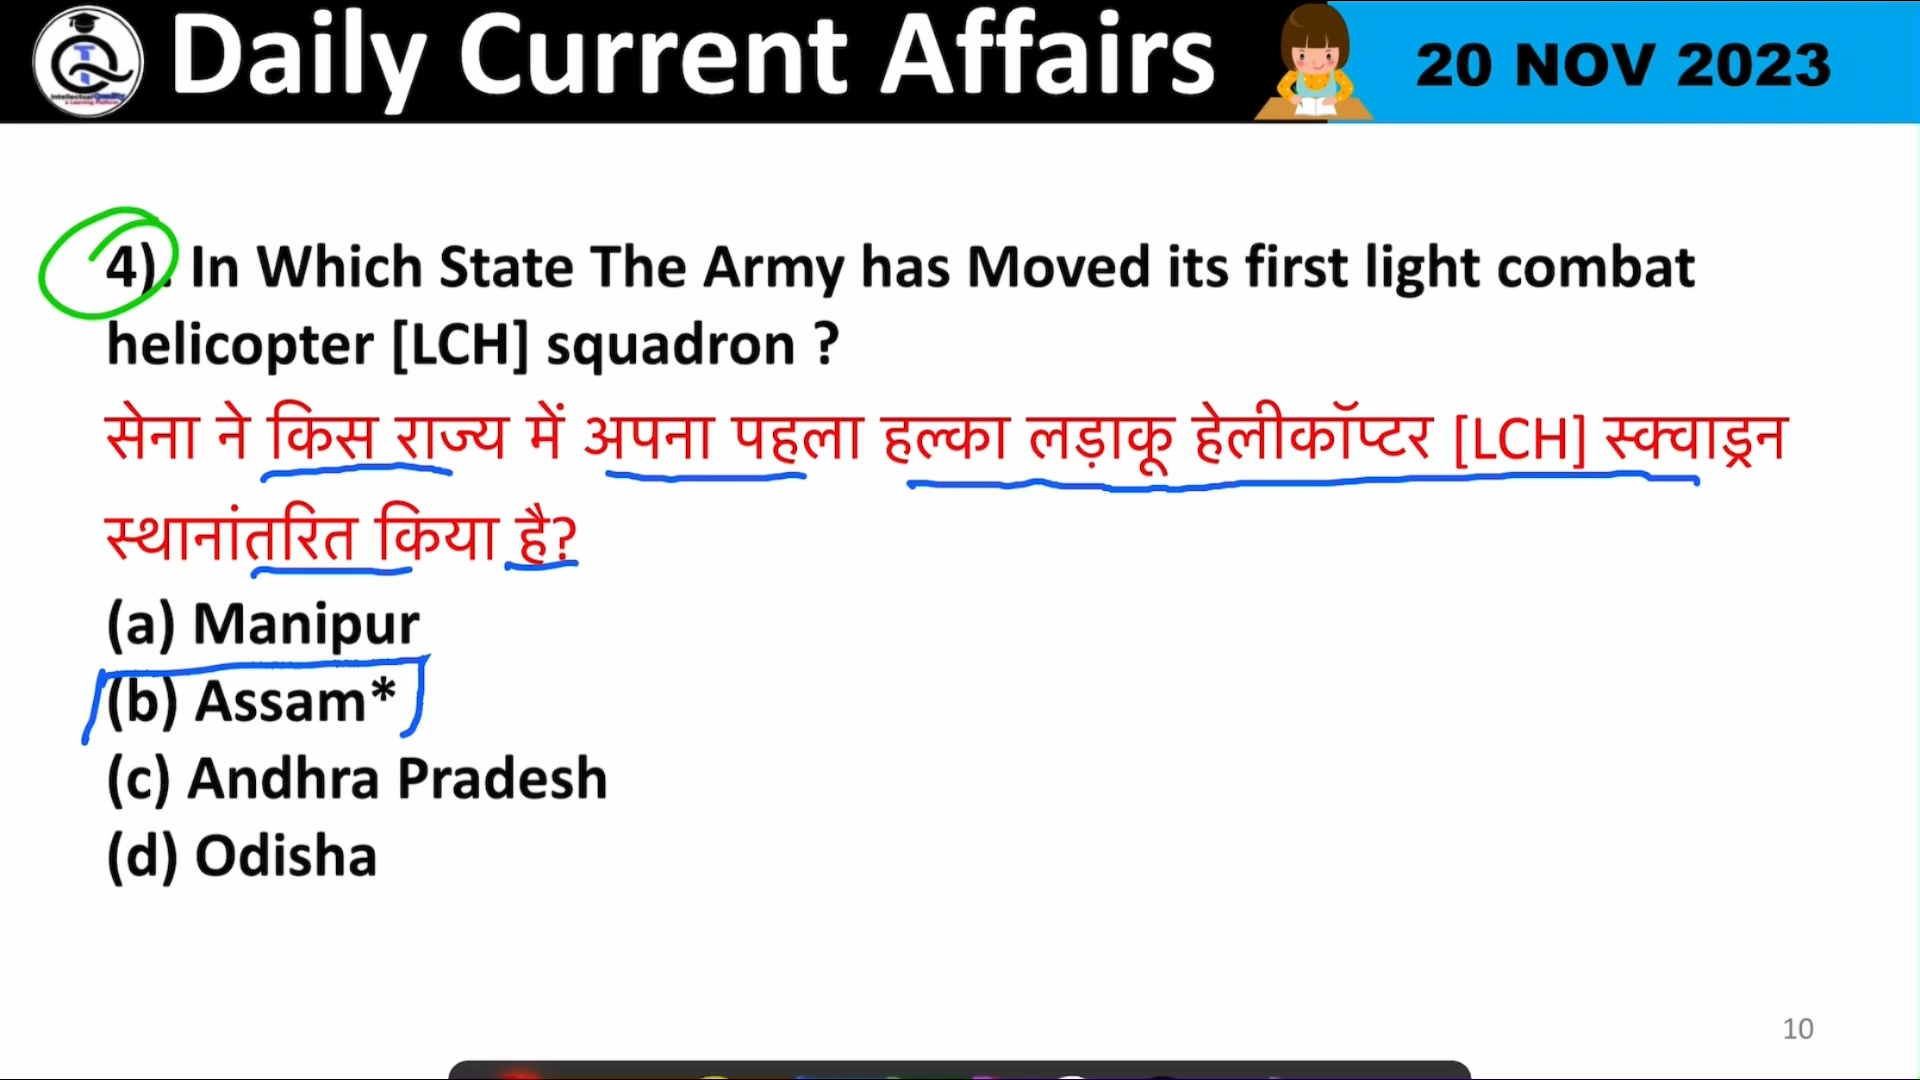 Daily Current Affairs
20 NOV 2023
4). In Which State The Army has Moved its first light combat
helicopter [LCH] squadron ?
सेना ने किस राज्य में अपना पहला हल्का लड़ाकू हेलीकॉप्टर [LCH] स्क्वाड्रन
स्थानांतरित किया है?
(a) Manipur
(b) Assam*
(c) Andhra Pradesh
(d) Odisha
10